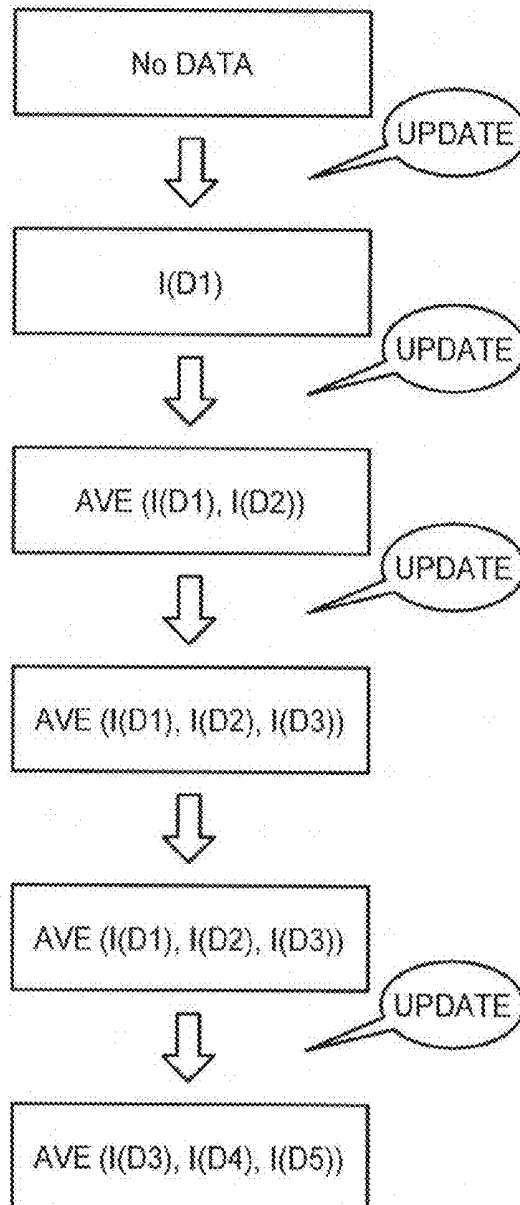 No DATA
UPDATE
I(D1)
UPDATE
AVE (I(D1), I(D2))
UPDATE
AVE (I(D1), I(D2), I(D3))
AVE (I(D1), I(D2), I(D3))
UPDATE
AVE (I(D3), I(D4), I(D5))